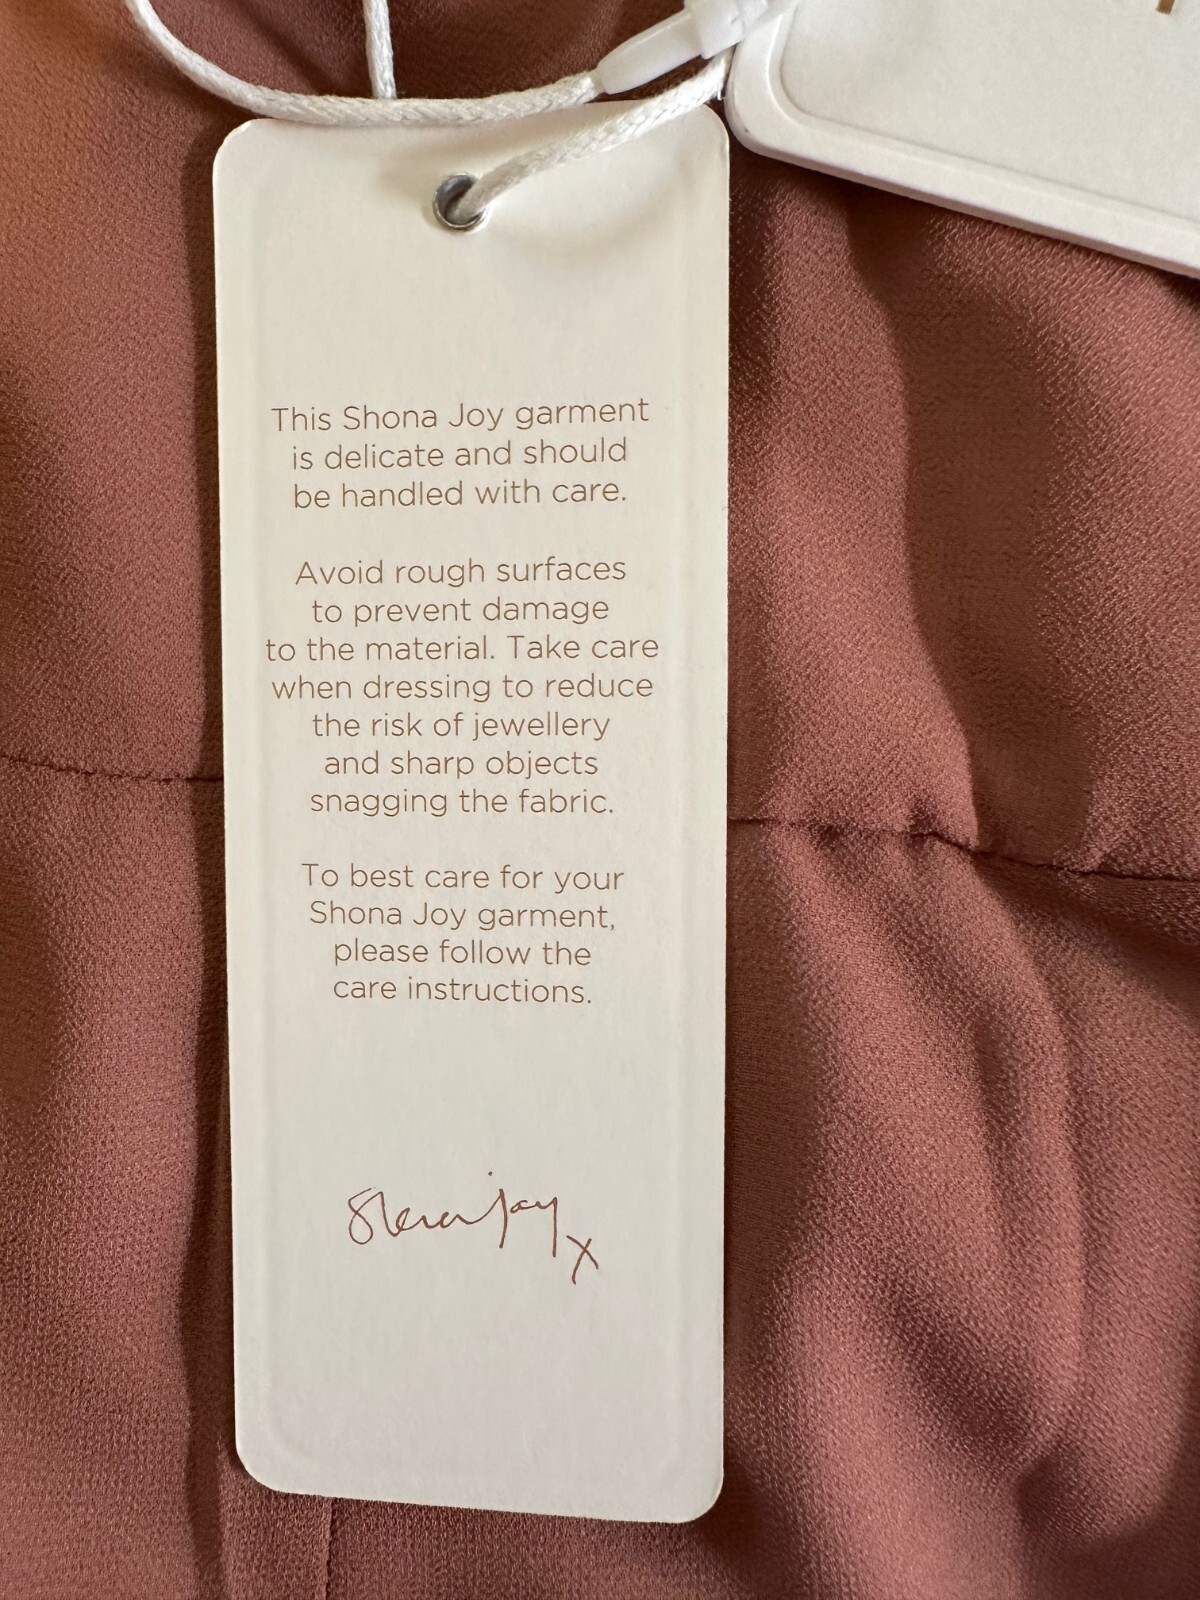 This Shona Joy garment
is delicate and should
be handled with care.
Avoid rough surfaces
to prevent damage
to the material. Take care
when dressing to reduce
the risk of jewellery
and sharp objects
snagging the fabric.
To best care for your
Shona Joy garment,
please follow the
care instructions.
Shona Joy x